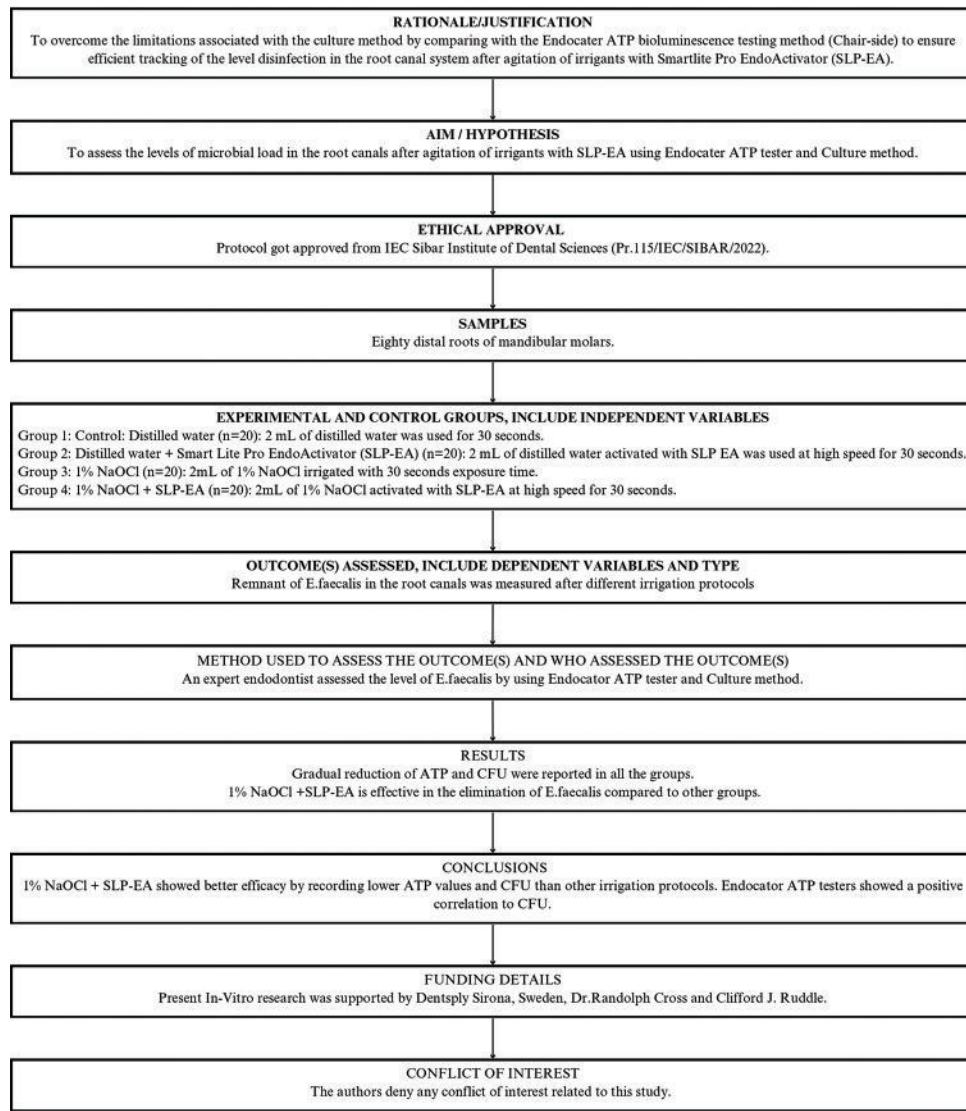 RATIONALE/JUSTIFICATION
To overcome the limitations associated with the culture method by comparing with the Endocater ATP bioluminescence testing method (Chair-side) to ensure
efficient tracking of the level disinfection in the root canal system after agitation of irrigants with Smartlite Pro EndoActivator (SLP-EA).
AIM / HYPOTHESIS
To assess the levels of microbial load in the root canals after agitation of irrigants with SLP-EA using Endocater ATP tester and Culture method.
ETHICAL APPROVAL
Protocol got approved from IEC Sibar Institute of Dental Sciences (Pr.115/IEC/SIBAR/2022).
SAMPLES
Eighty distal roots of mandibular molars.
EXPERIMENTAL AND CONTROL GROUPS, INCLUDE INDEPENDENT VARIABLES
Group 1: Control: Distilled water (n=20): 2 mL of distilled water was used for 30 seconds.
Group 2: Distilled water + Smart Lite Pro EndoActivator (SLP-EA) (n=20): 2 mL of distilled water activated with SLP EA was used at high speed for 30 seconds.
Group 3: 1% NaOCl (n=20): 2mL of 1% NaOCl irrigated with 30 seconds exposure time.
Group 4: 1% NaOCl + SLP-EA (n=20): 2mL of 1% NaOCl activated with SLP-EA at high speed for 30 seconds.
OUTCOME(S) ASSESSED, INCLUDE DEPENDENT VARIABLES AND TYPE
Remnant of E.faecalis in the root canals was measured after different irrigation protocols
METHOD USED TO ASSESS THE OUTCOME(S) AND WHO ASSESSED THE OUTCOME(S)
An expert endodontist assessed the level of E.faecalis by using Endocator ATP tester and Culture method.
RESULTS
Gradual reduction of ATP and CFU were reported in all the groups.
1% NaOCl +SLP-EA is effective in the elimination of E.faecalis compared to other groups.
CONCLUSIONS
1% NaOCl + SLP-EA showed better efficacy by recording lower ATP values and CFU than other irrigation protocols. Endocator ATP testers showed a positive
correlation to CFU.
FUNDING DETAILS
Present In-Vitro research was supported by Dentsply Sirona, Sweden, Dr.Randolph Cross and Clifford J. Ruddle.
CONFLICT OF INTEREST
The authors deny any conflict of interest related to this study.